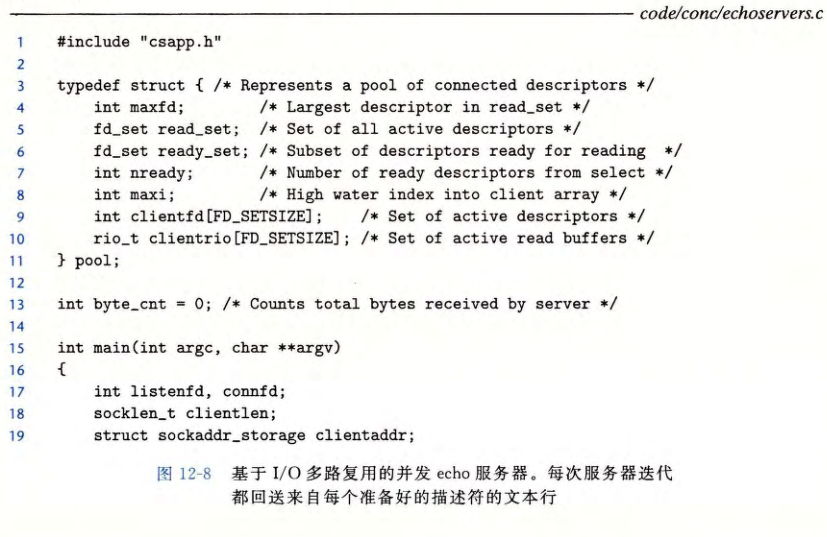 code/conc/echoservers.c
1 #include "csapp.h"
2
3 typedef struct { /* Represents a pool of connected descriptors */
4 int maxfd; /* Largest descriptor in read_set */
5 fd_set read_set; /* Set of all active descriptors */
6 fd_set ready_set; /* Subset of descriptors ready for reading */
7 int nready; /* Number of ready descriptors from select */
8 int maxi; /* High water index into client array */
9 int clientfd[FD_SETSIZE]; /* Set of active descriptors */
10 rio_t clientrio[FD_SETSIZE]; /* Set of active read buffers */
11 } pool;
12
13 int byte_cnt = 0; /* Counts total bytes received by server */
14
15 int main(int argc, char **argv)
16 {
17 int listenfd, connfd;
18 socklen_t clientlen;
19 struct sockaddr_storage clientaddr;
图 12-8 基于 I/O 多路复用的并发 echo 服务器。每次服务器迭代
都回送来自每个准备好的描述符的文本行